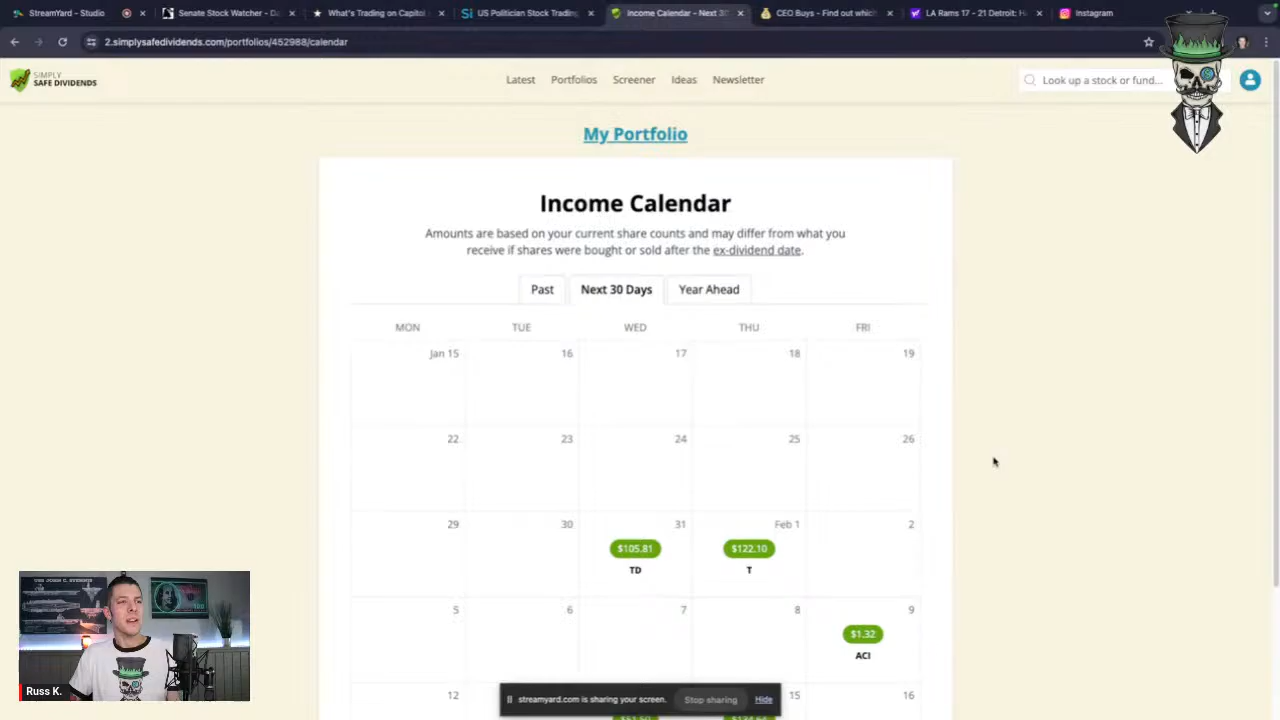 StreamYard - Studio
Senate Stock Watcher - Da
What's Trading on Capitol
US Politician Stock Trading
Income Calendar - Next 30
CEO Buys - Find out which
LA Rams 17 - 21 Detroit: H
Instagram
2.simplysafedividends.com/portfolios/452988/calendar
SIMPLY
SAFE DIVIDENDS
Latest
Portfolios
Screener
Ideas
Newsletter
Look up a stock or fund...
My Portfolio
Income Calendar
Amounts are based on your current share counts and may differ from what you
receive if shares were bought or sold after the ex-dividend date.
Past
Next 30 Days
Year Ahead
MON TUE WED THU FRI
Jan 15 16 17 18 19
22 23 24 25 26
29 30 31 Feb 1 2
$105.81 $122.10
TD T
5 6 7 8 9
$1.32
ACI
12 15 16
streamyard.com is sharing your screen.
Stop sharing
Hide
Russ K.